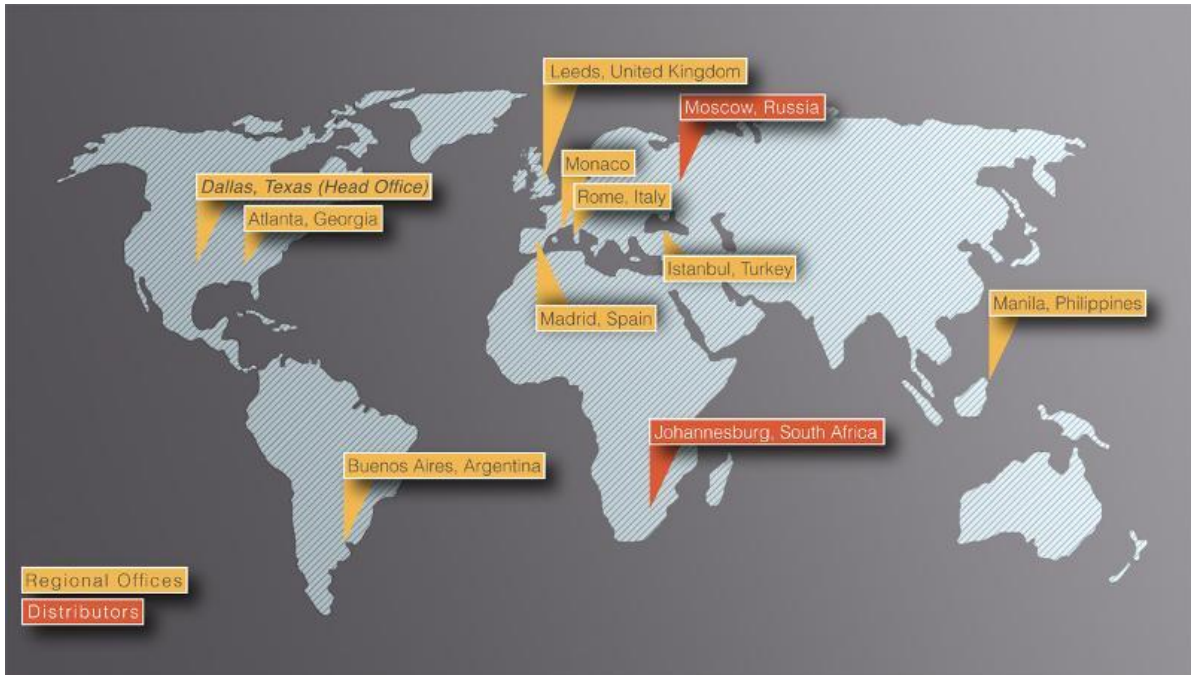 Leeds, United Kingdom
Moscow, Russia
Monaco
Dallas, Texas (Head Office)
Rome, Italy
Atlanta, Georgia
Istanbul, Turkey
Manila, Philippines
Madrid, Spain
Johannesburg, South Africa
Buenos Aires, Argentina
Regional Offices
Distributors